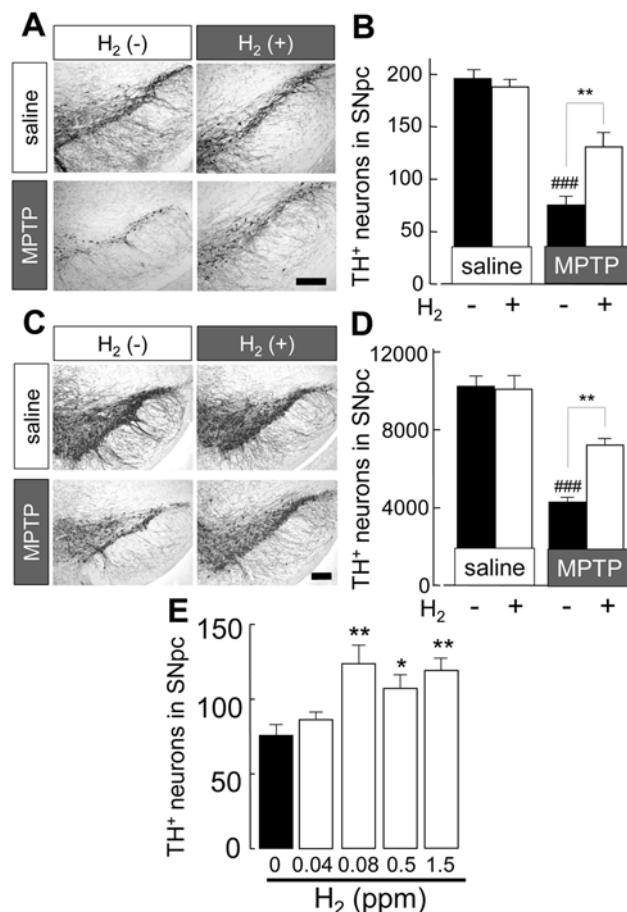 A
H₂ (-)
H₂ (+)
saline
MPTP
B
TH⁺ neurons in SNpc
200
150
100
50
0
**
###
saline
MPTP
H₂ - + - +
C
H₂ (-)
H₂ (+)
saline
MPTP
D
TH⁺ neurons in SNpc
12000
8000
4000
0
**
###
saline
MPTP
H₂ - + - +
E
TH⁺ neurons in SNpc
150
100
50
0
**
*
**
0 0.04 0.08 0.5 1.5
H₂ (ppm)